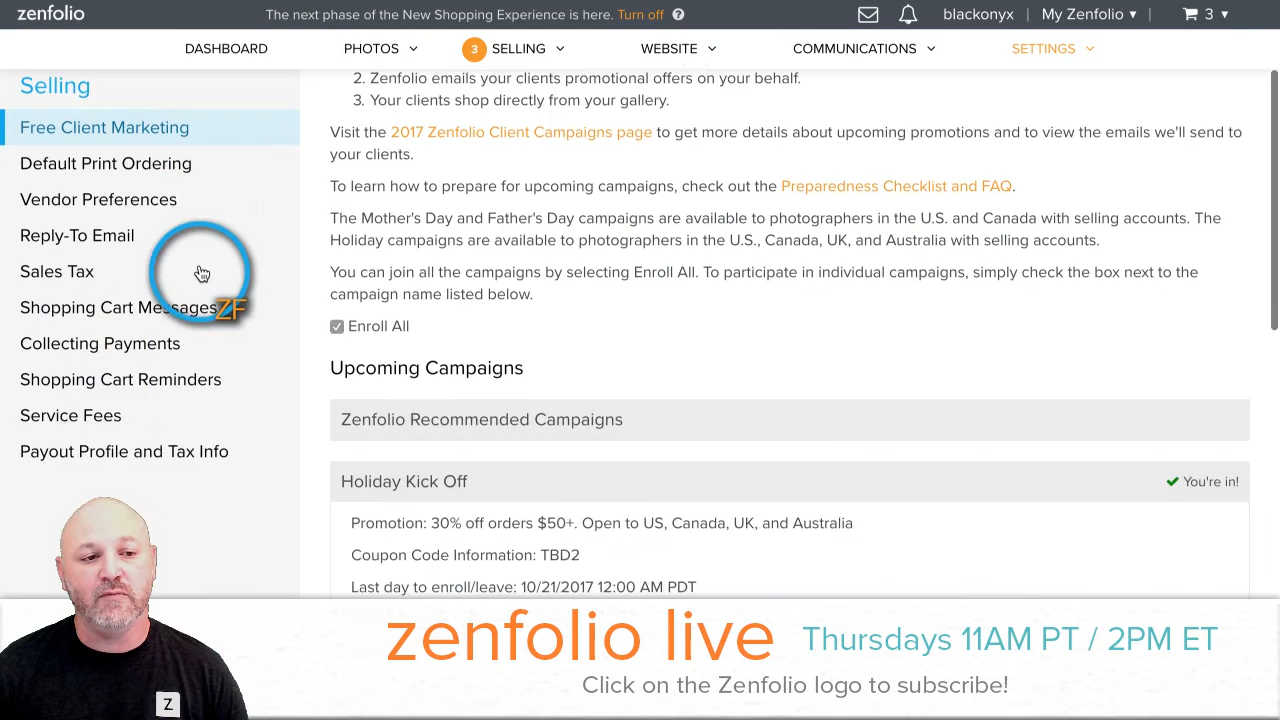 zenfolio
The next phase of the New Shopping Experience is here. Turn off ?
blackonyx | My Zenfolio | 3
DASHBOARD PHOTOS 3 SELLING WEBSITE COMMUNICATIONS SETTINGS
Selling
Free Client Marketing
Default Print Ordering
Vendor Preferences
Reply-To Email
Sales Tax
Shopping Cart Messages
ZF
Collecting Payments
Shopping Cart Reminders
Service Fees
Payout Profile and Tax Info
2. Zenfolio emails your clients promotional offers on your behalf.
3. Your clients shop directly from your gallery.
Visit the 2017 Zenfolio Client Campaigns page to get more details about upcoming promotions and to view the emails we'll send to
your clients.
To learn how to prepare for upcoming campaigns, check out the Preparedness Checklist and FAQ.
The Mother's Day and Father's Day campaigns are available to photographers in the U.S. and Canada with selling accounts. The
Holiday campaigns are available to photographers in the U.S., Canada, UK, and Australia with selling accounts.
You can join all the campaigns by selecting Enroll All. To participate in individual campaigns, simply check the box next to the
campaign name listed below.
Enroll All
Upcoming Campaigns
Zenfolio Recommended Campaigns
Holiday Kick Off
You're in!
Promotion: 30% off orders $50+. Open to US, Canada, UK, and Australia
Coupon Code Information: TBD2
Last day to enroll/leave: 10/21/2017 12:00 AM PDT
zenfolio live Thursdays 11AM PT / 2PM ET
Click on the Zenfolio logo to subscribe!
Z